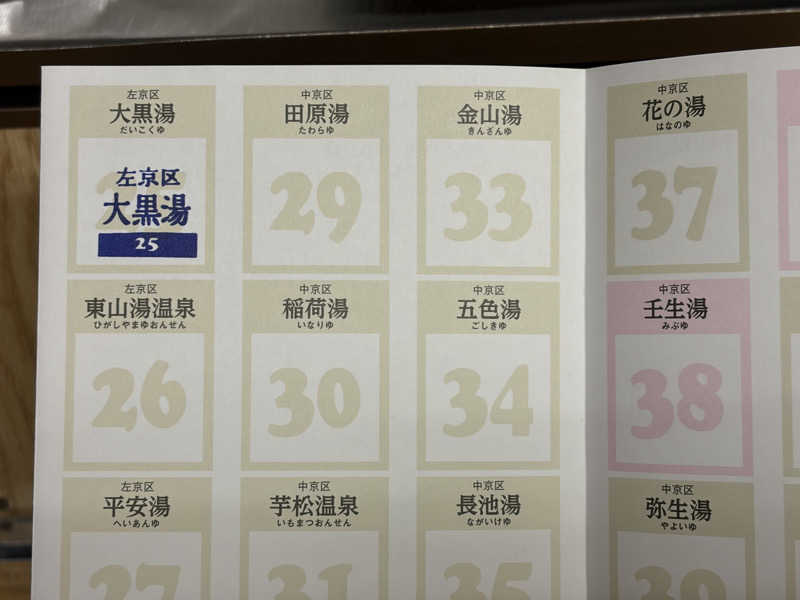 左京区
大黒湯
だいこくゆ
左京区
大黒湯
25
左京区
東山湯温泉
ひがしやまゆおんせん
26
左京区
平安湯
へいあんゆ
27
中京区
田原湯
たわらゆ
29
中京区
稲荷湯
いなりゆ
30
中京区
芋松温泉
いもまつおんせん
31
中京区
金山湯
きんざんゆ
33
中京区
五色湯
ごしきゆ
34
中京区
長池湯
ながいけゆ
35
中京区
花の湯
はなのゆ
37
中京区
壬生湯
みぶゆ
38
中京区
弥生湯
やよいゆ
39